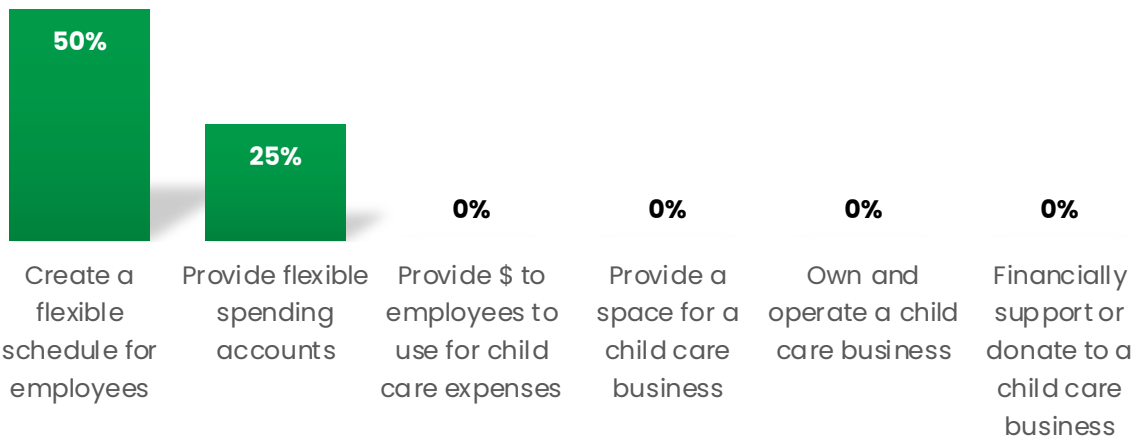 50%
25%
0%
0%
0%
0%
Create a
flexible
schedule for
employees
Provide flexible
spending
accounts
Provide $ to
employees to
use for child
care expenses
Provide a
space for a
child care
business
Own and
operate a child
care business
Financially
support or
donate to a
child care
business